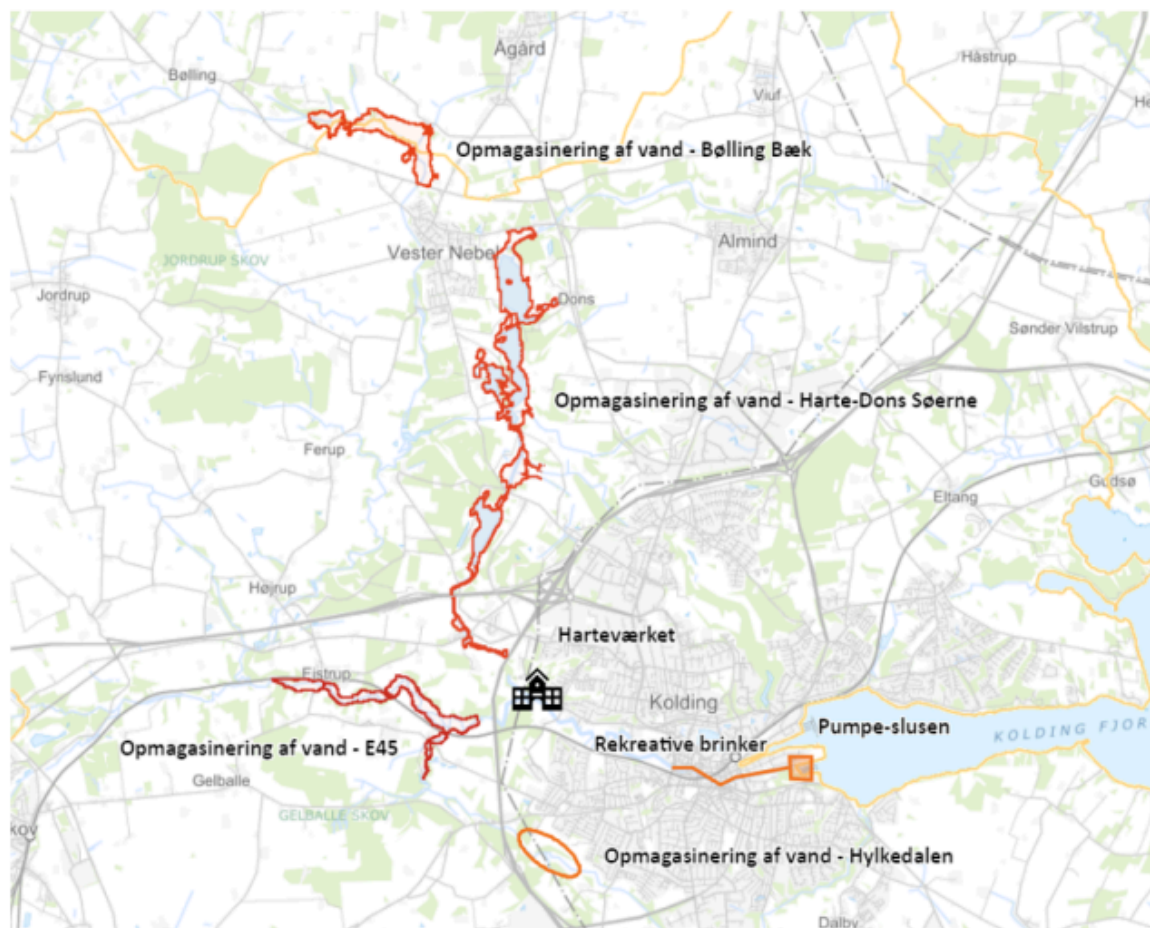 Ågård
Håstrup
Bølling
Viuf
Opmagasinering af vand - Bølling Bæk
Almind
Vester Nebel
JORDRUP SKOV
Jordrup
Dons
Sønder Vilstrup
Fynslund
Opmagasinering af vand - Harte-Dons Søerne
Ferup
Gudsø
Eltang
Højrup
Harteværket
Eistrup
Kolding
Pumpe-slusen
KOLDING FJOR
Rekreative brinker
Opmagasinering af vand - E45
Gelballe
GELBALLE SKOV
Opmagasinering af vand - Hylkedalen
Dalby